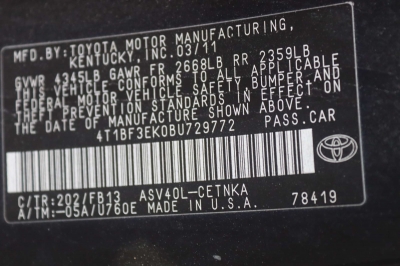 MFD.BY:TOYOTA MOTOR MANUFACTURING,
KENTUCKY, INC.03/11
GVWR 4345LB GAWR FR 2668LB RR 2359LB
THIS VEHICLE CONFORMS TO ALL APPLICABLE
FEDERAL MOTOR VEHICLE SAFETY, BUMPER, AND
THEFT PREVENTION STANDARDS IN EFFECT ON
THE DATE OF MANUFACTURE SHOWN ABOVE.
4T1BF3EK0BU729772 PASS.CAR
TOYOTA
C/TR:202/FB13 ASV40L-CETNKA
A/TM:-05A/U760E MADE IN U.S.A. 78419